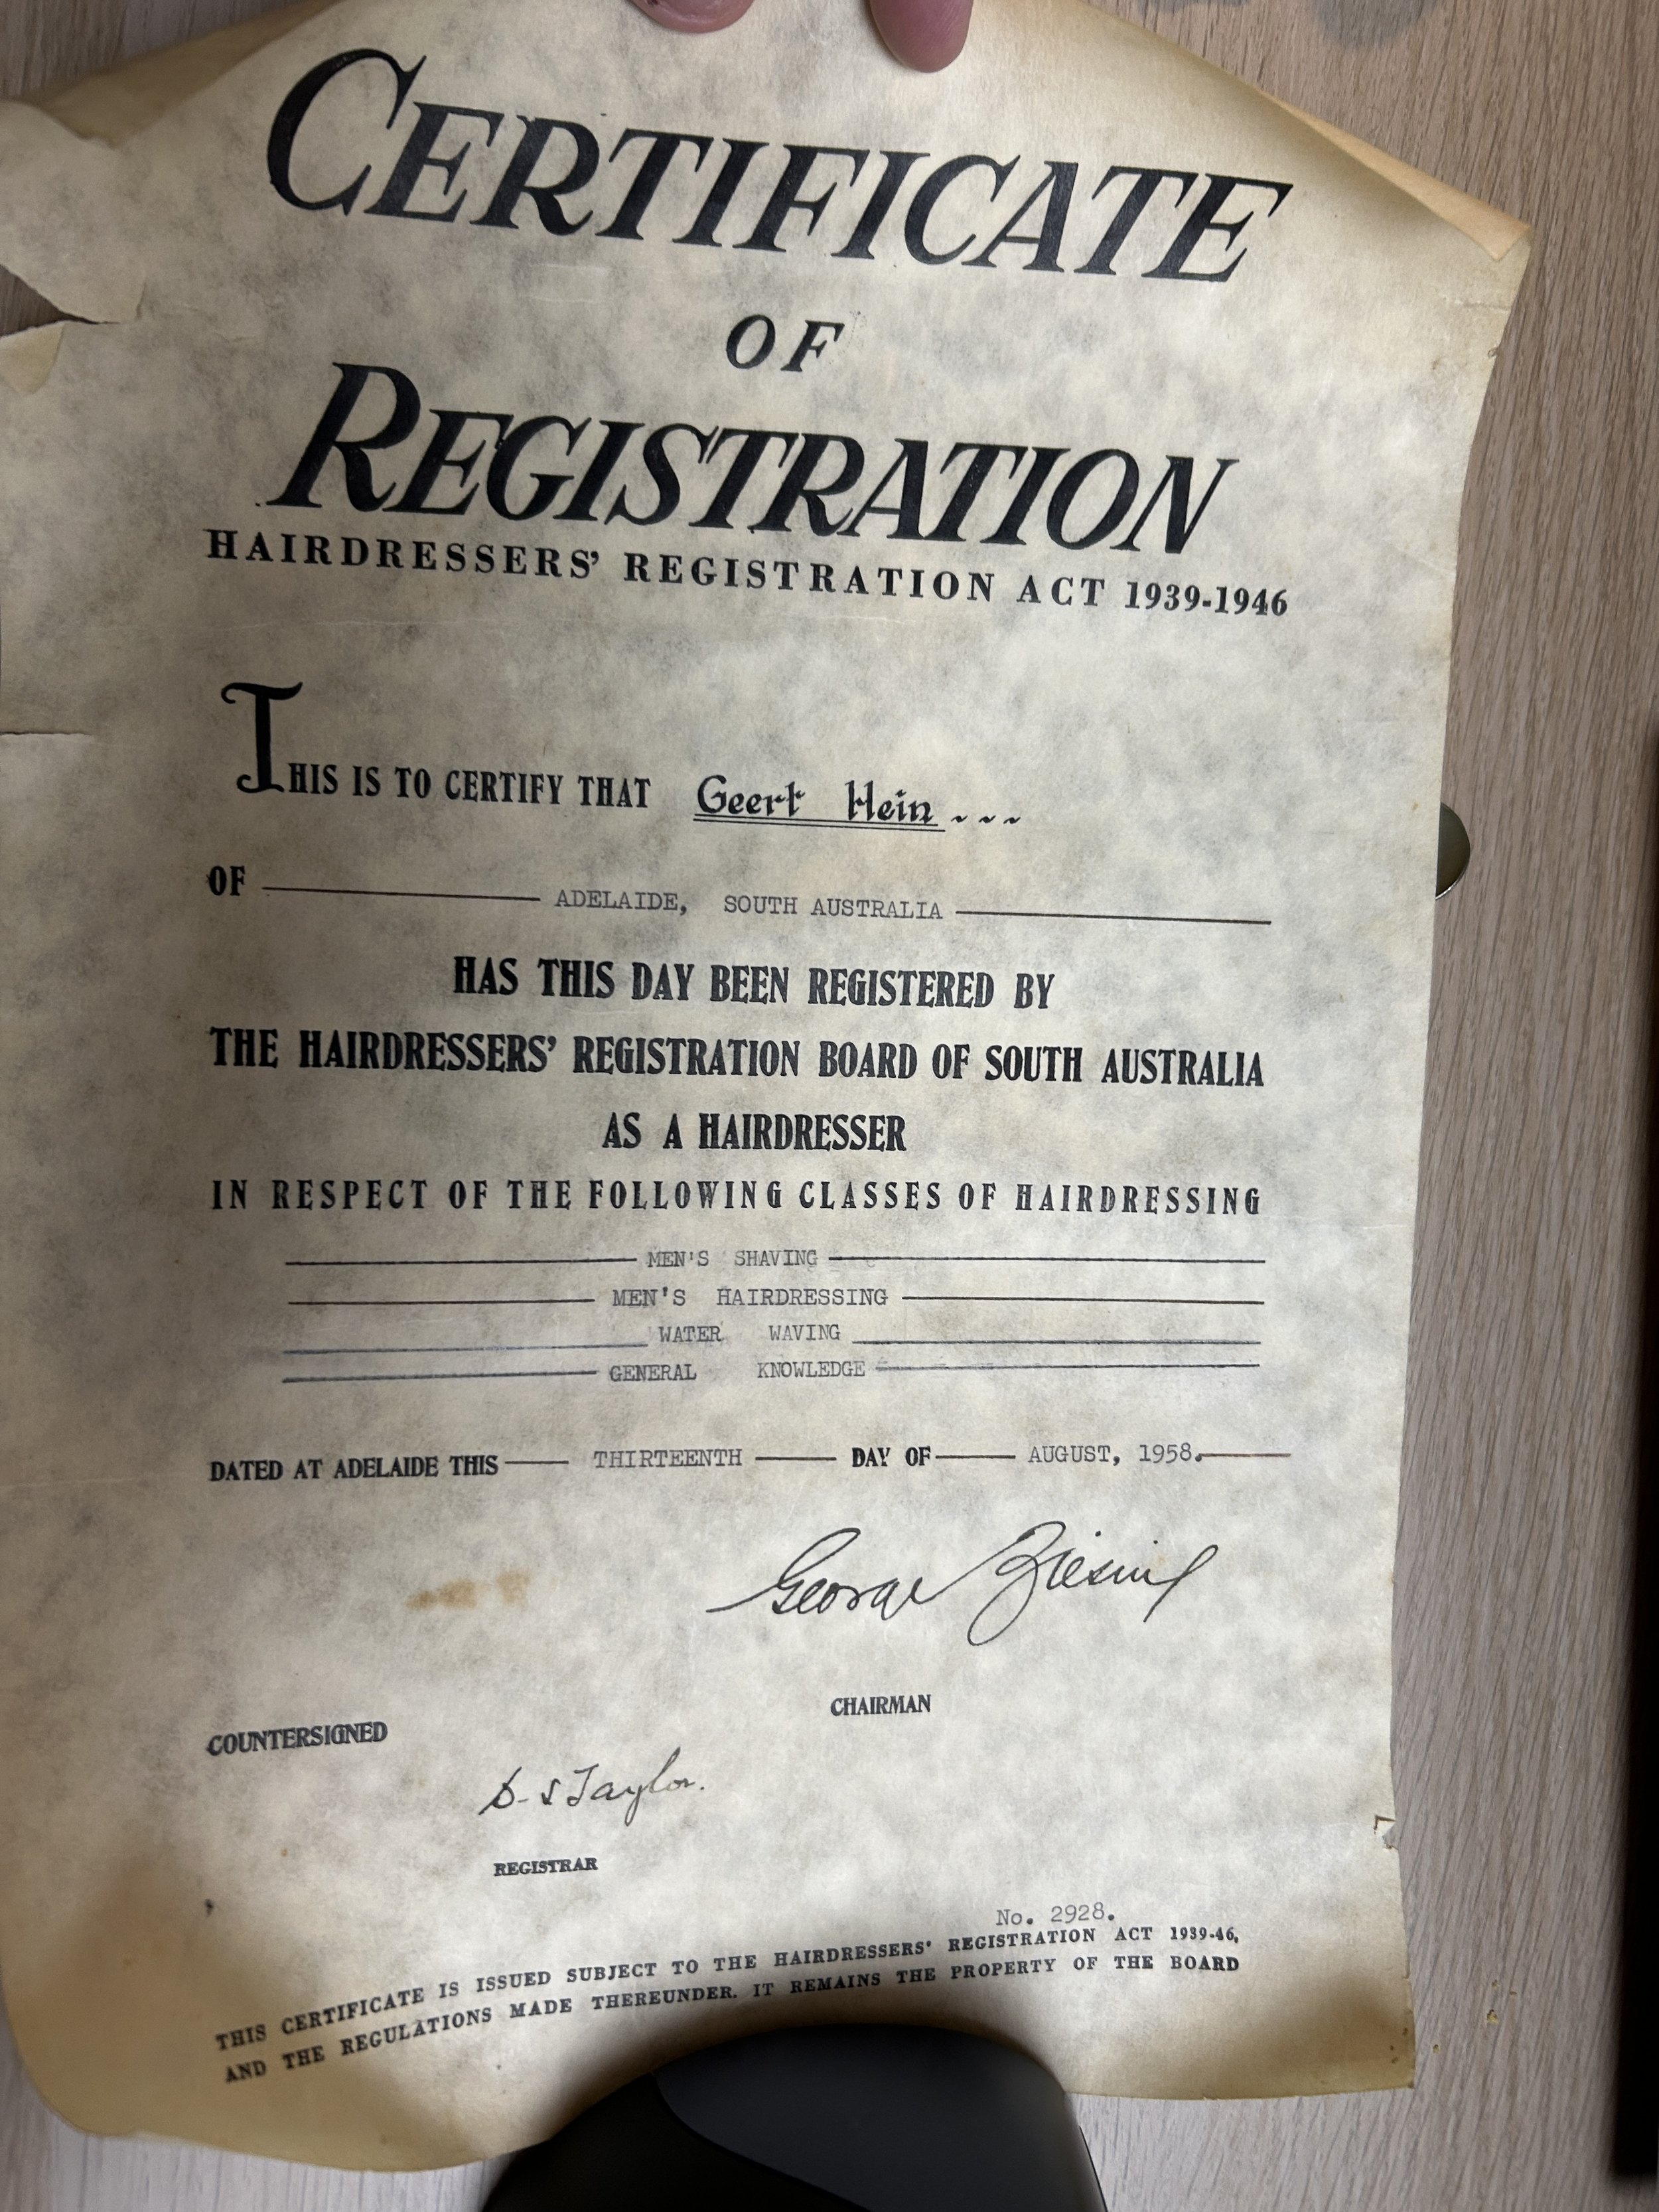 CERTIFICATE
OF
REGISTRATION
HAIRDRESSERS' REGISTRATION ACT 1939-1946
THIS IS TO CERTIFY THAT Geert Hein
OF ADELAIDE, SOUTH AUSTRALIA
HAS THIS DAY BEEN REGISTERED BY
THE HAIRDRESSERS' REGISTRATION BOARD OF SOUTH AUSTRALIA
AS A HAIRDRESSER
IN RESPECT OF THE FOLLOWING CLASSES OF HAIRDRESSING
MEN'S SHAVING
MEN'S HAIRDRESSING
WATER WAVING
GENERAL KNOWLEDGE
DATED AT ADELAIDE THIS THIRTEENTH DAY OF AUGUST, 1958.
George
CHAIRMAN
COUNTERSIGNED
Taylor.
REGISTRAR
No. 2928.
THIS CERTIFICATE IS ISSUED SUBJECT TO THE HAIRDRESSERS' REGISTRATION ACT 1939-46,
AND THE REGULATIONS MADE THEREUNDER. IT REMAINS THE PROPERTY OF THE BOARD